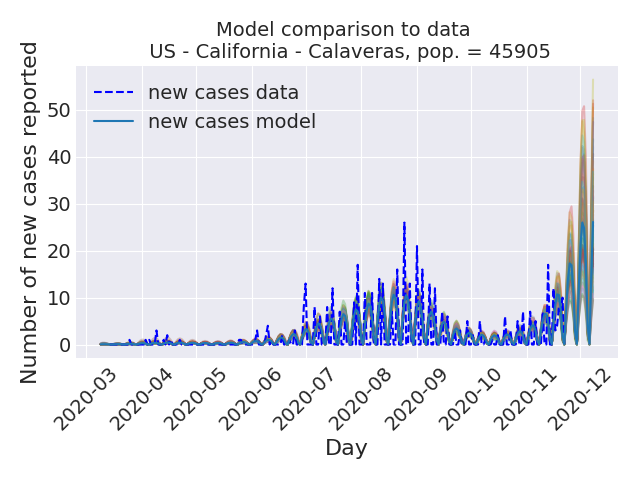 Model comparison to data
US - California - Calaveras, pop. = 45905
Number of new cases reported
new cases data
new cases model
50
40
30
20
10
0
2020-03
2020-04
2020-05
2020-06
2020-07
2020-08
2020-09
2020-10
2020-11
2020-12
Day